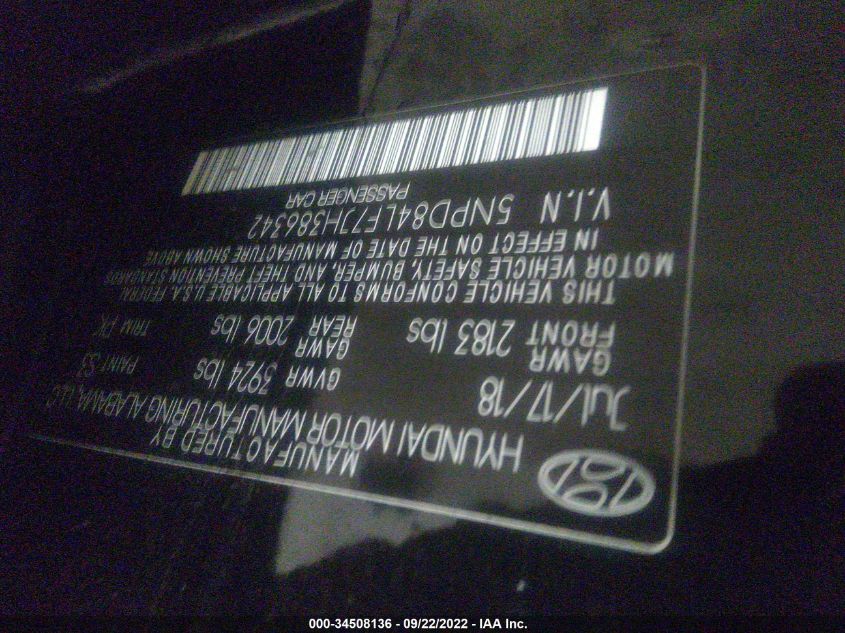 MANUFACTURED BY
HYUNDAI MOTOR MANUFACTURING ALABAMA, LLC
Jul/17/18 GVWR 3924 lbs PAINT S3
GAWR FRONT 2183 lbs GAWR REAR 2006 lbs TRIM
THIS VEHICLE CONFORMS TO ALL APPLICABLE U.S.A. FEDERAL
MOTOR VEHICLE SAFETY, BUMPER, AND THEFT PREVENTION STANDARDS
IN EFFECT ON THE DATE OF MANUFACTURE SHOWN ABOVE
V.I.N 5NPD84LF7JH386342
PASSENGER CAR
000-34508136 - 09/22/2022 - IAA Inc.